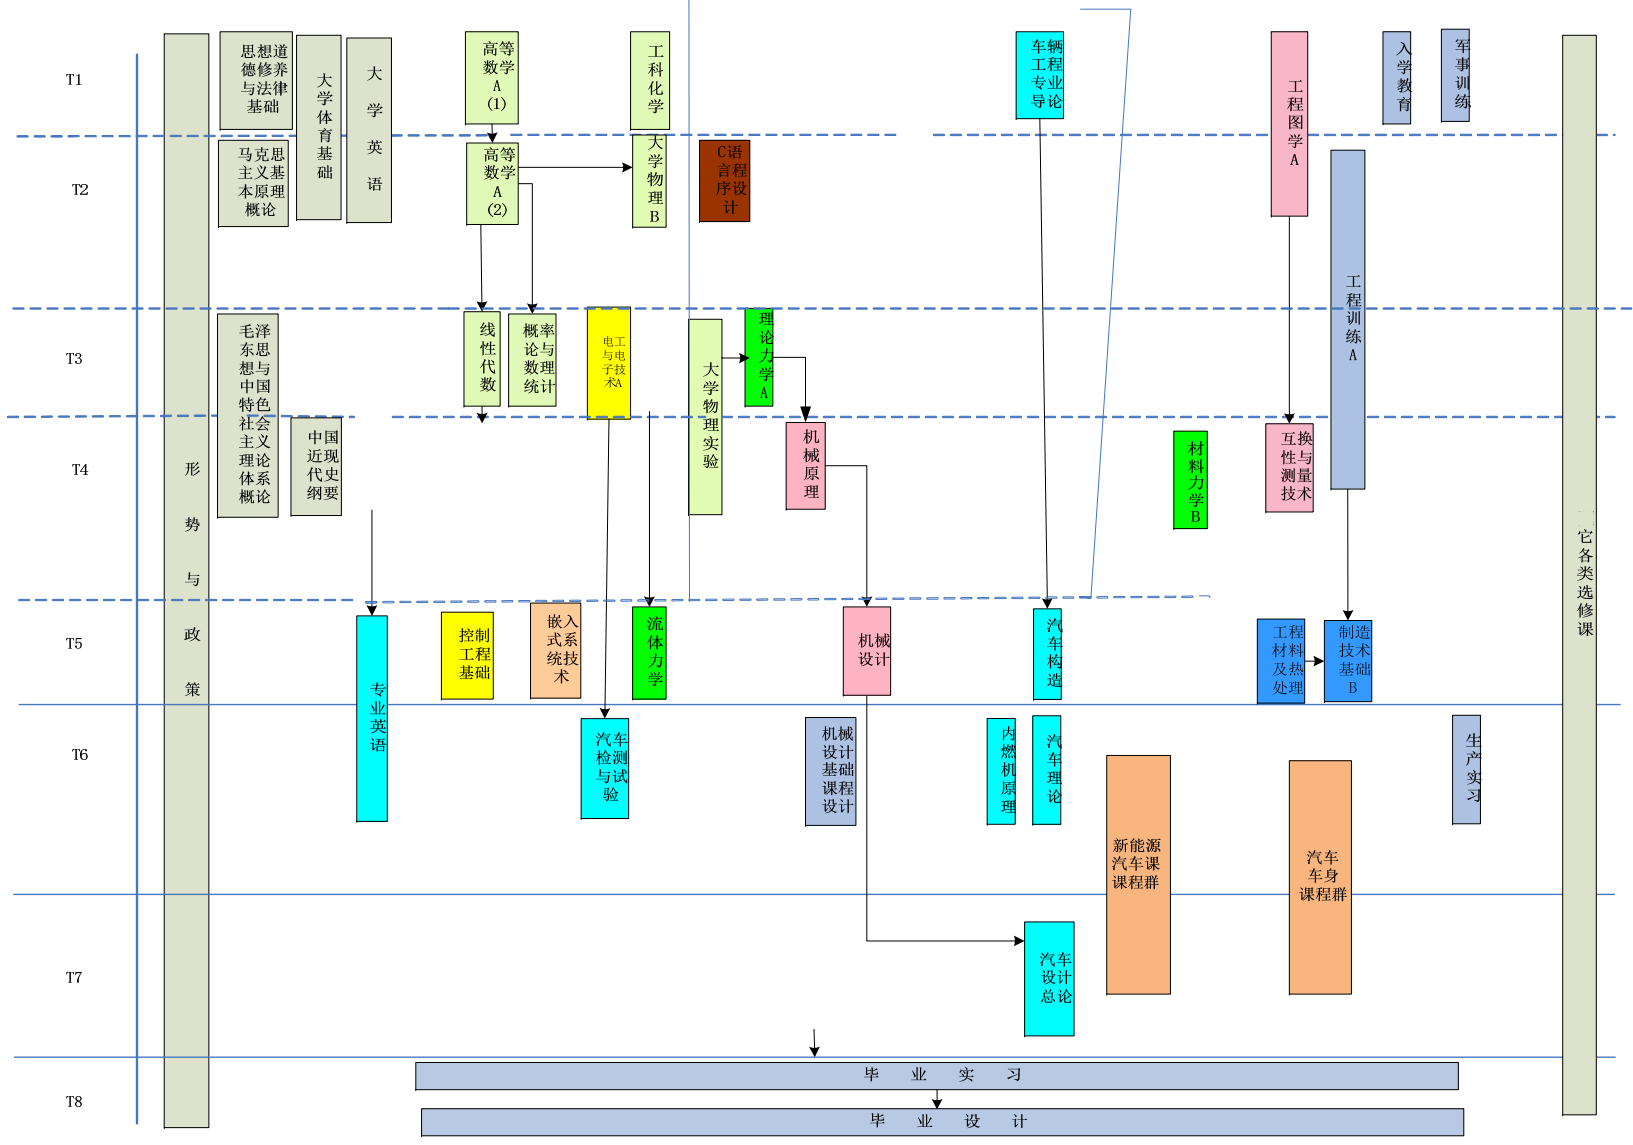 T1
思想道
德修养
与法律
基础
大
学
体
育
基
础
大
学
英
语
高等
数学
A
(1)
工
科
化
学
车辆
工程
专业
导论
工
程
图
学
A
入
学
教
育
军
事
训
练
T2
马克思
主义基
本原理
概论
高等
数学
A
(2)
大
学
物
理
B
C语
言程
序设
计
工
程
训
练
A
T3
毛泽
东思
想与
中国
特色
社会
主义
理论
体系
概论
线
性
代
数
概率
论与
数理
统计
电工
与电
子技
术A
大
学
物
理
实
验
理
论
力
学
A
T4
中国
近现
代史
纲要
机
械
原
理
材
料
力
学
B
互换
性与
测量
技术
形
势
与
政
策
它
各
类
选
修
课
T5
专
业
英
语
控制
工程
基础
嵌入
式系
统技
术
流
体
力
学
机械
设计
汽
车
构
造
工程
材料
及热
处理
制造
技术
基础
B
T6
汽车
检测
与试
验
机械
设计
基础
课程
设计
内
燃
机
原
理
汽
车
理
论
生
产
实
习
新能源
汽车课
课程群
汽车
车身
课程群
T7
汽车
设计
总论
T8
毕 业 实 习
毕 业 设 计